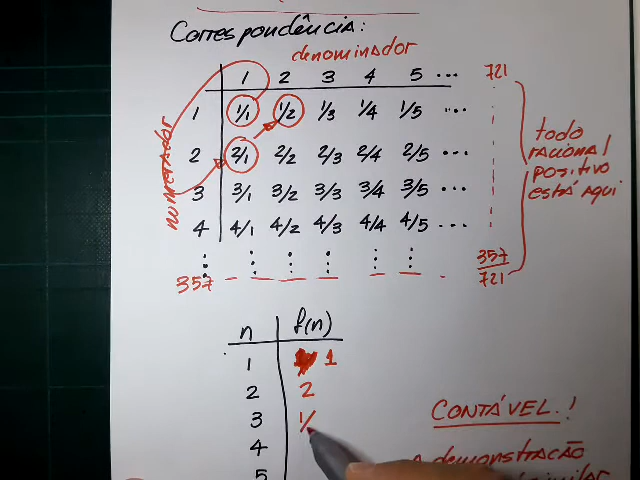 Correspondência:
denominador
numerador
1 2 3 4 5 ... 721
1 1/1 1/2 1/3 1/4 1/5 ...
2 2/1 2/2 2/3 2/4 2/5 ...
3 3/1 3/2 3/3 3/4 3/5 ...
4 4/1 4/2 4/3 4/4 4/5 ...
357 357/721
todo
racional
positivo
está aqui
n f(n)
1 1
2 2
3 1/
4
5
CONTÁVEL!
A demonstração
similar